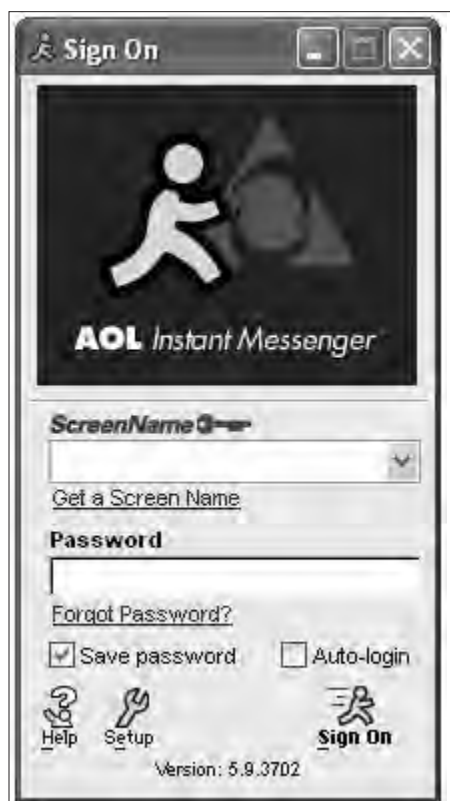 Sign On
AOL Instant Messenger
ScreenName
Get a Screen Name
Password
Forgot Password?
Save password Auto-login
Help Setup Sign On
Version: 5.9.3702